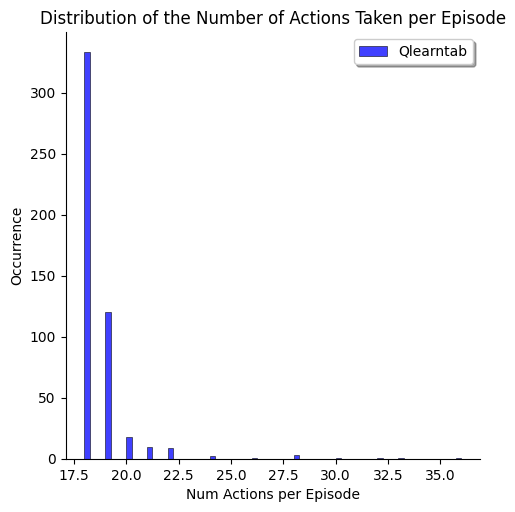 Distribution of the Number of Actions Taken per Episode
Qlearntab
Occurrence
300
250
200
150
100
50
0
17.5 20.0 22.5 25.0 27.5 30.0 32.5 35.0
Num Actions per Episode